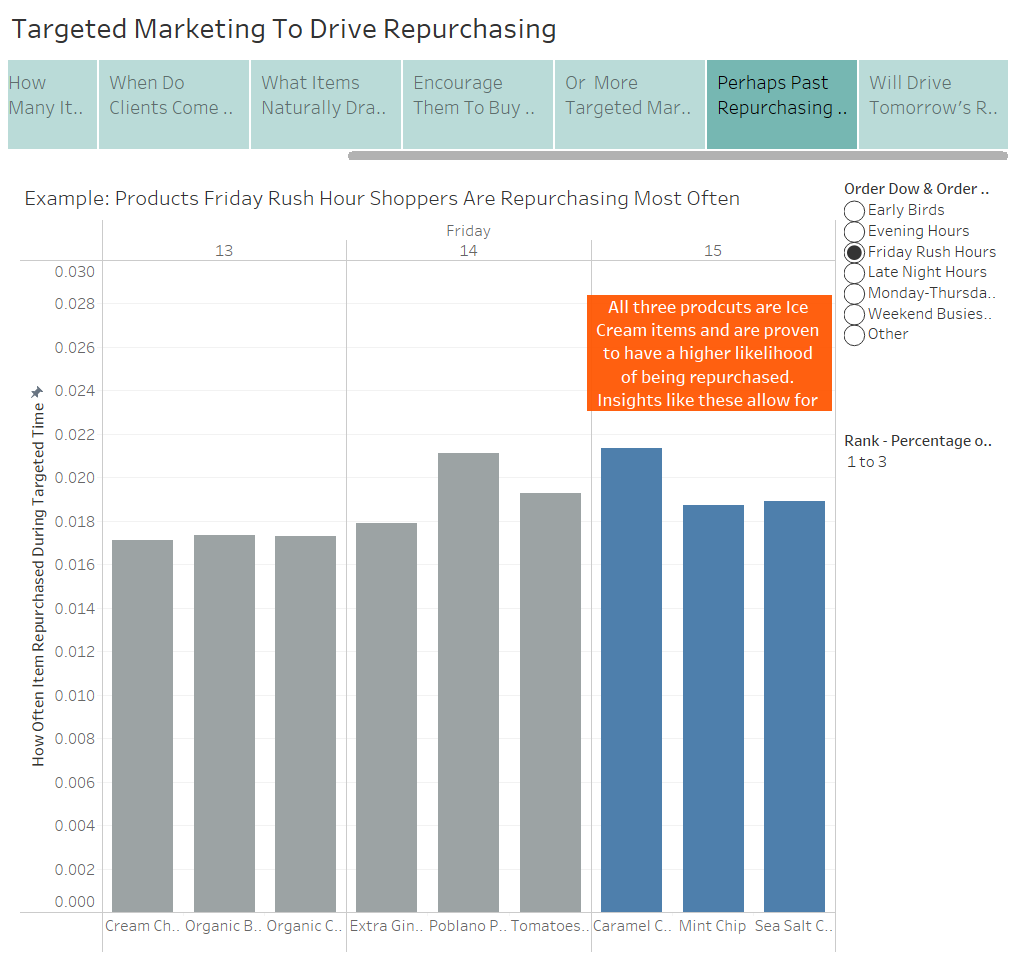 Targeted Marketing To Drive Repurchasing
How
Many It..
When Do
Clients Come ..
What Items
Naturally Dra..
Encourage
Them To Buy ..
Or More
Targeted Mar..
Perhaps Past
Repurchasing ..
Will Drive
Tomorrow's R..
Example: Products Friday Rush Hour Shoppers Are Repurchasing Most Often
Friday
13
14
15
How Often Item Repurchased During Targeted Time
0.030
0.028
0.026
0.024
0.022
0.020
0.018
0.016
0.014
0.012
0.010
0.008
0.006
0.004
0.002
0.000
All three prodcuts are Ice
Cream items and are proven
to have a higher likelihood
of being repurchased.
Insights like these allow for
Cream Ch..
Organic B..
Organic C..
Extra Gin..
Poblano P..
Tomatoes..
Caramel C..
Mint Chip
Sea Salt C..
Order Dow & Order ..
Early Birds
Evening Hours
Friday Rush Hours
Late Night Hours
Monday-Thursda..
Weekend Busies..
Other
Rank - Percentage o..
1 to 3